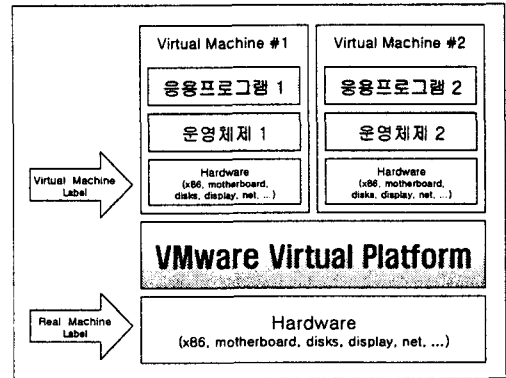 Virtual Machine #1
응용프로그램 1
운영체제 1
Hardware
(x86, motherboard,
disks, display, net, ...)
Virtual Machine #2
응용프로그램 2
운영체제 2
Hardware
(x86, motherboard,
disks, display, net, ...)
Virtual Machine
Label
VMware Virtual Platform
Real Machine
Label
Hardware
(x86, motherboard, disks, display, net, ...)